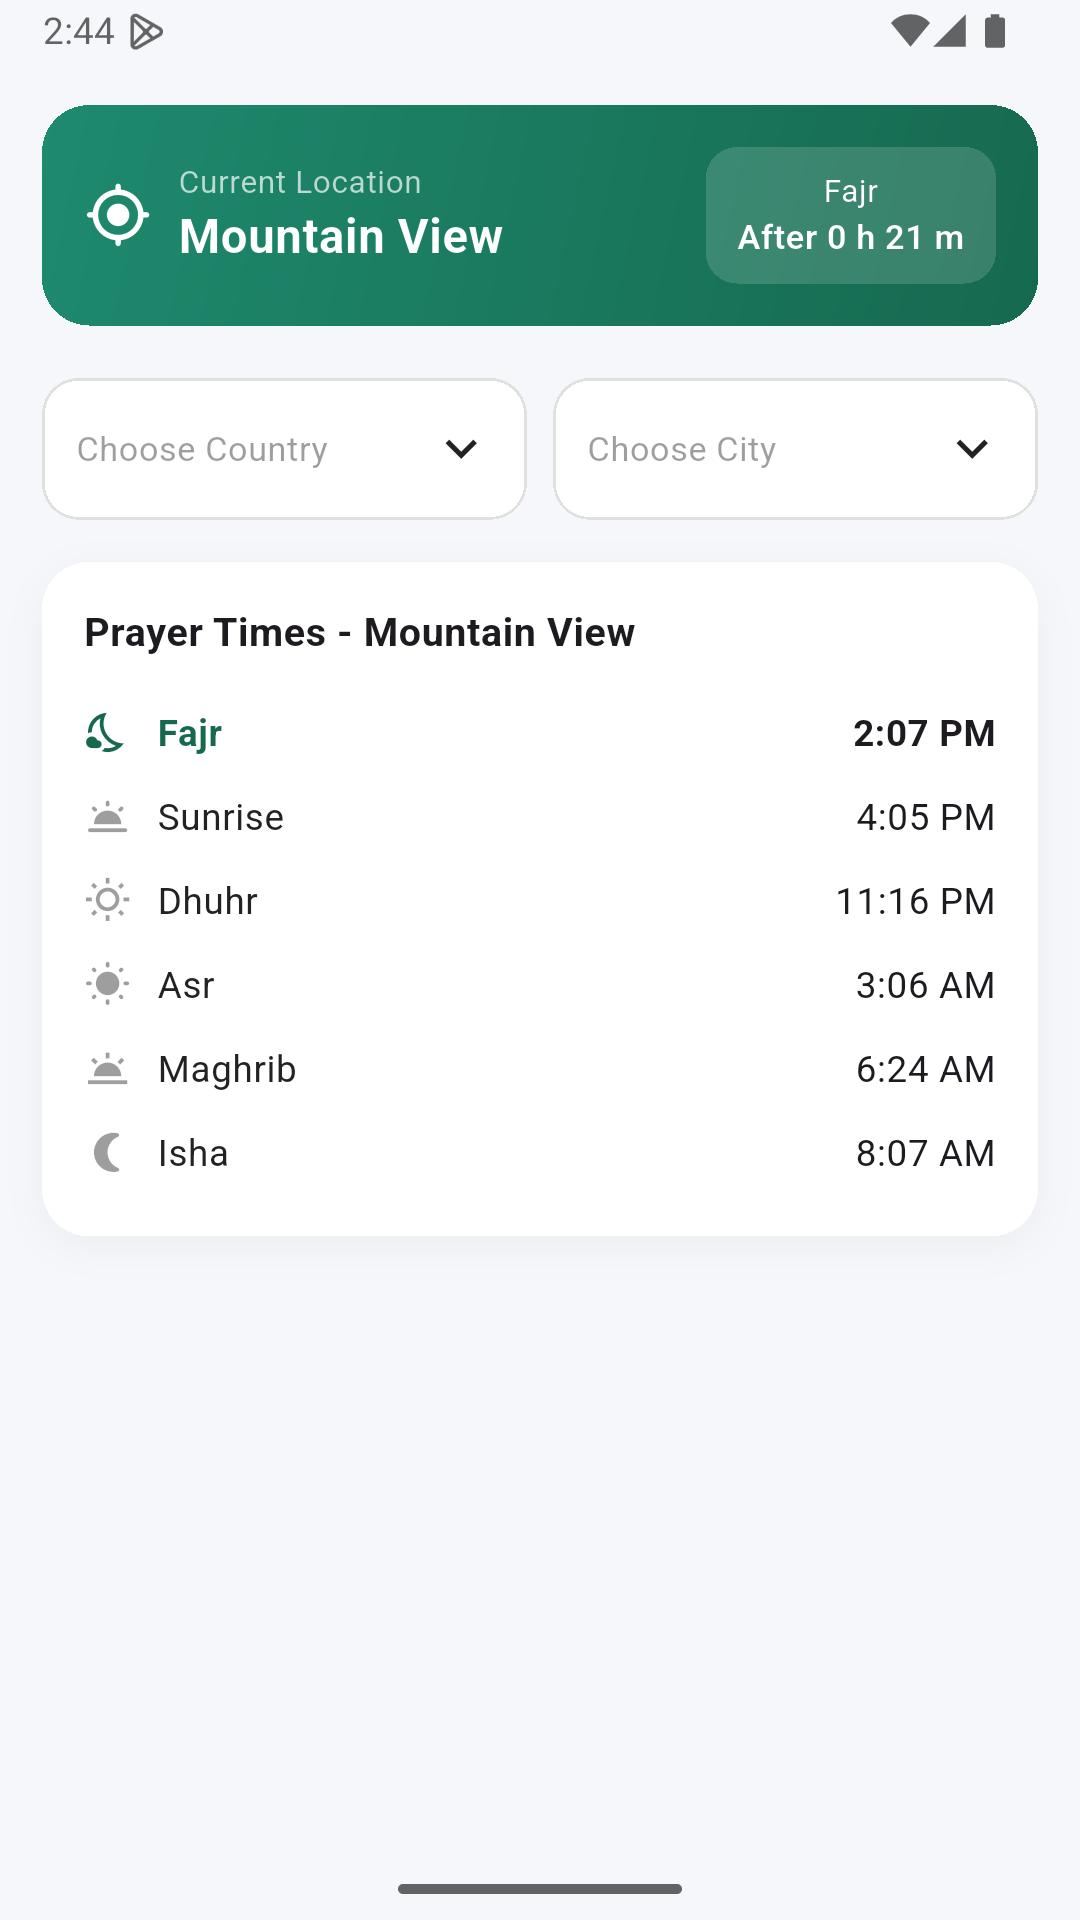 2:44
Current Location
Mountain View
Fajr
After 0 h 21 m
Choose Country
Choose City
Prayer Times - Mountain View
Fajr 2:07 PM
Sunrise 4:05 PM
Dhuhr 11:16 PM
Asr 3:06 AM
Maghrib 6:24 AM
Isha 8:07 AM